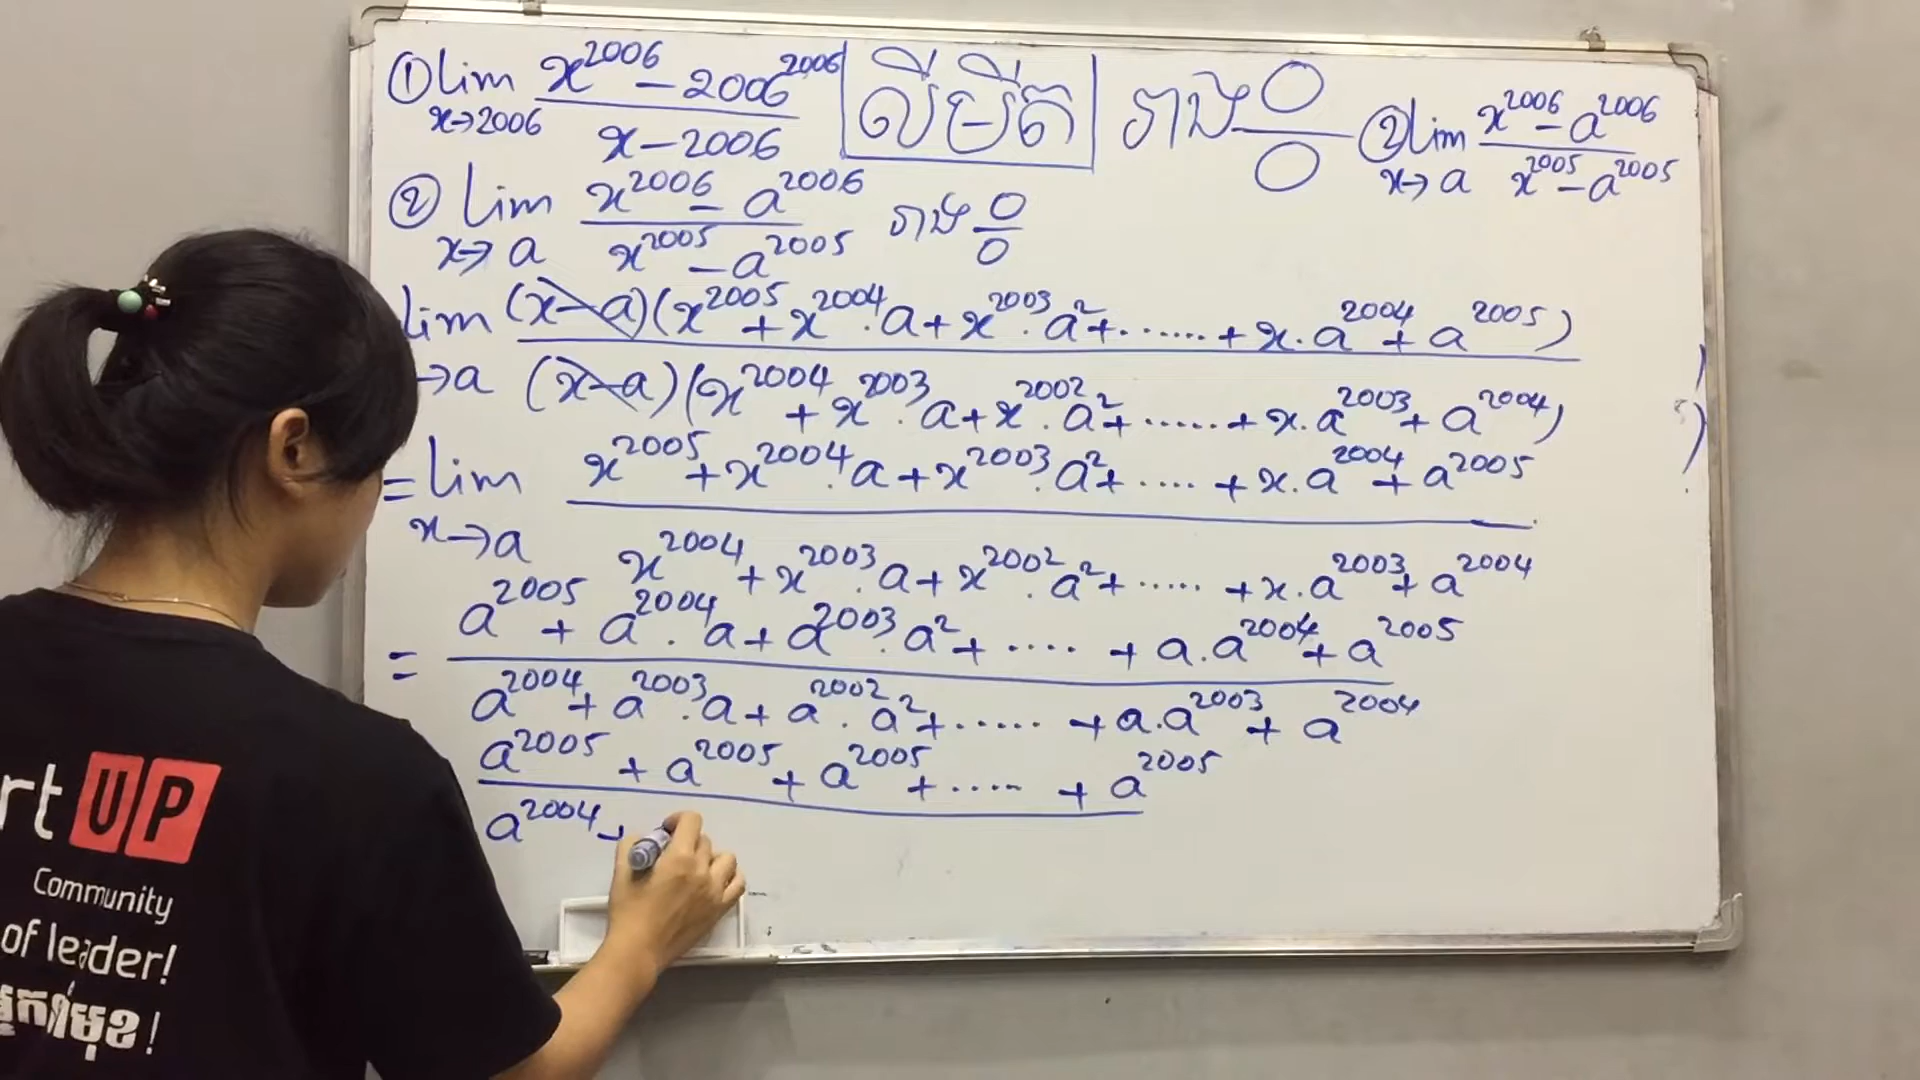 ① lim x→2006 (x^2006 − 2006^2006)/(x − 2006) លីមីត រាង 0/0 ② lim x→a (x^2006 − a^2006)/(x^2005 − a^2005)
② lim x→a (x^2006 − a^2006)/(x^2005 − a^2005) រាង 0/0
lim →a (x−a)(x^2005 + x^2004.a + x^2003.a^2 + ...... + x.a^2004 + a^2005)
(x−a)(x^2004 + x^2003.a + x^2002.a^2 + ...... + x.a^2003 + a^2004)
= lim x→a x^2005 + x^2004.a + x^2003.a^2 + .... + x.a^2004 + a^2005
x^2004 + x^2003.a + x^2002.a^2 + ...... + x.a^2003 + a^2004
= a^2005 + a^2004.a + a^2003.a^2 + .... + a.a^2004 + a^2005
a^2004 + a^2003.a + a^2002.a^2 + ...... + a.a^2003 + a^2004
a^2005 + a^2005 + a^2005 + ..... + a^2005
a^2004 +
rt UP
Community
of leader!